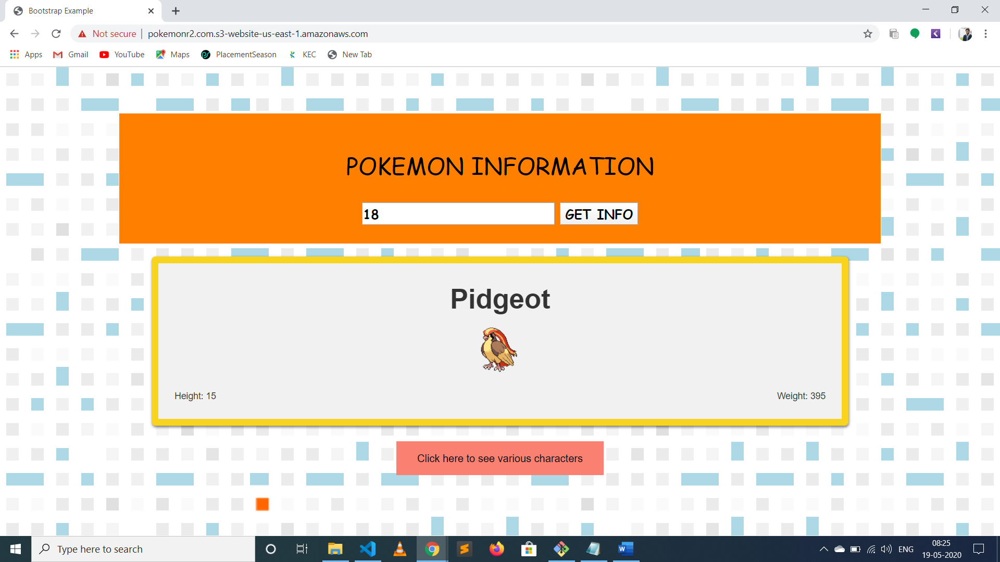 Bootstrap Example
Not secure | pokemonr2.com.s3-website-us-east-1.amazonaws.com
Apps Gmail YouTube Maps PlacementSeason KEC New Tab
POKEMON INFORMATION
18 GET INFO
Pidgeot
Height: 15 Weight: 395
Click here to see various characters
Type here to search
ENG
08:25
19-05-2020